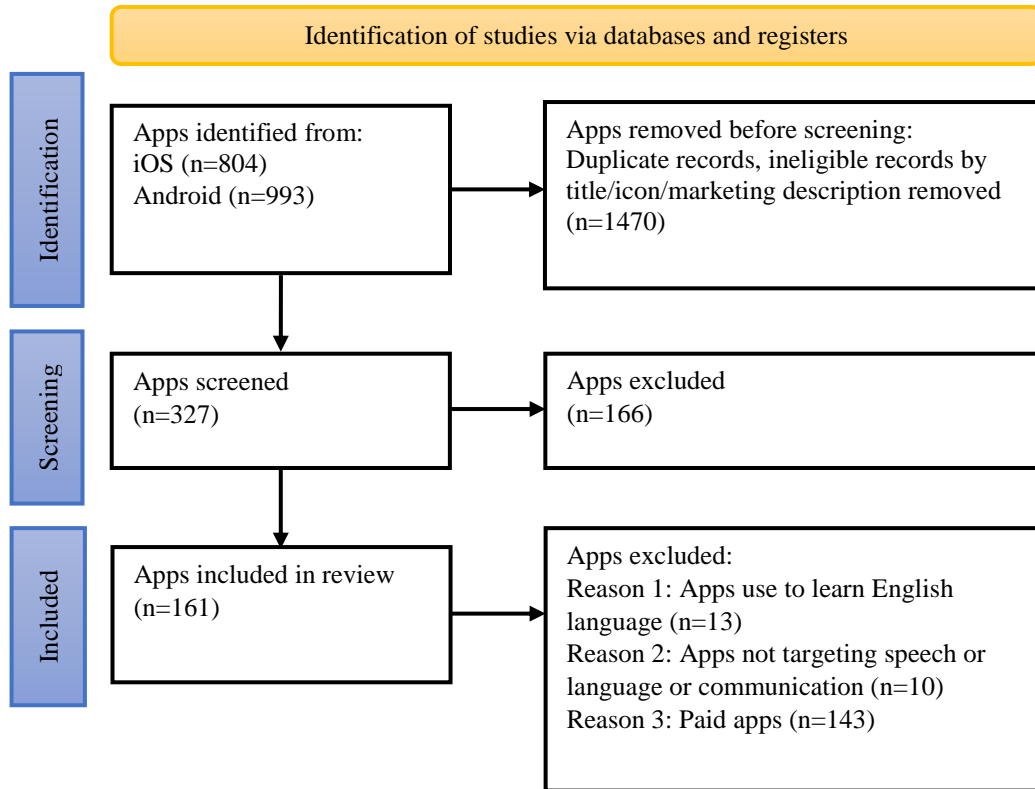 Identification of studies via databases and registers
Identification
Apps identified from:
iOS (n=804)
Android (n=993)
Apps removed before screening:
Duplicate records, ineligible records by
title/icon/marketing description removed
(n=1470)
Screening
Apps screened
(n=327)
Apps excluded
(n=166)
Included
Apps included in review
(n=161)
Apps excluded:
Reason 1: Apps use to learn English
language (n=13)
Reason 2: Apps not targeting speech or
language or communication (n=10)
Reason 3: Paid apps (n=143)